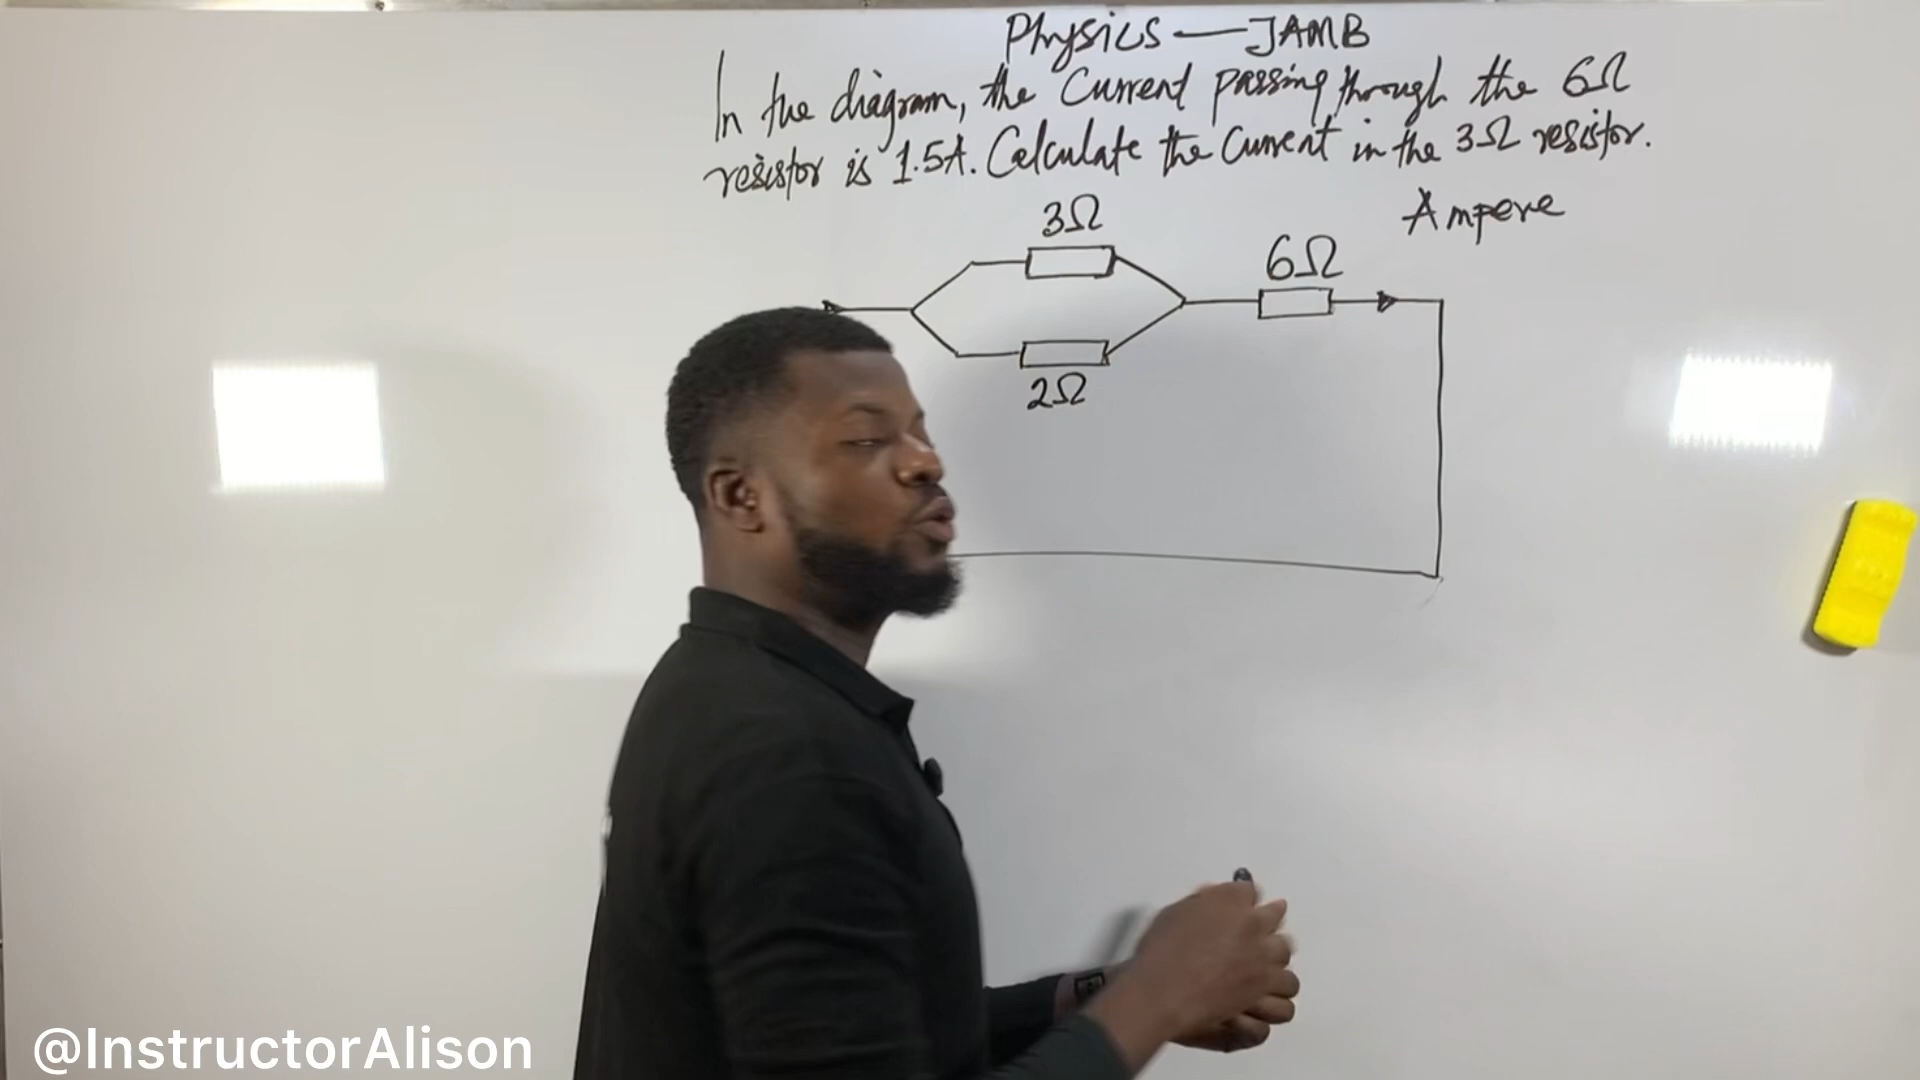 Physics — JAMB
In the diagram, the Current passing through the 6Ω
resistor is 1.5A. Calculate the Current in the 3Ω resistor.
Ampere
3Ω
6Ω
2Ω
@InstructorAlison